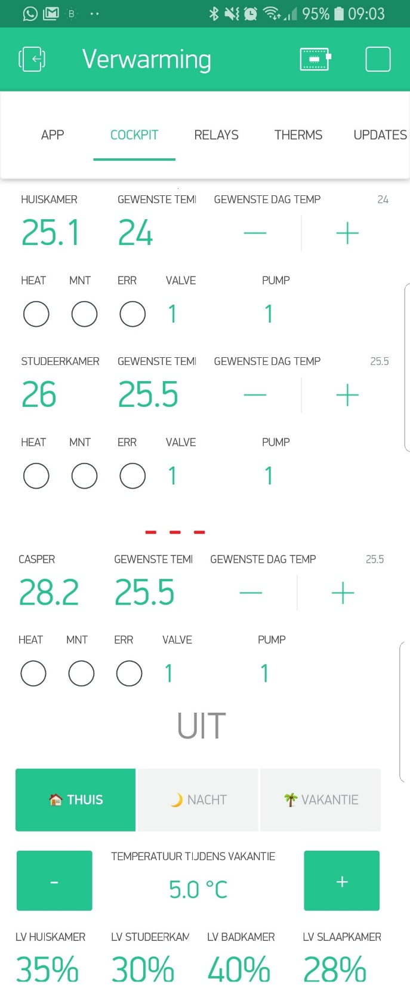 B 95% 09:03
Verwarming
APP COCKPIT RELAYS THERMS UPDATES
HUISKAMER GEWENSTE TEM GEWENSTE DAG TEMP 24
25.1 24 — +
HEAT MNT ERR VALVE PUMP
1 1
STUDEERKAMER GEWENSTE TEM GEWENSTE DAG TEMP 25.5
26 25.5 — +
HEAT MNT ERR VALVE PUMP
1 1
CASPER GEWENSTE TEM GEWENSTE DAG TEMP 25.5
28.2 25.5 — +
HEAT MNT ERR VALVE PUMP
1 1
UIT
THUIS NACHT VAKANTIE
TEMPERATUUR TIJDENS VAKANTIE
- 5.0 °C +
LV HUISKAMER LV STUDEERKAM LV BADKAMER LV SLAAPKAMER
35% 30% 40% 28%